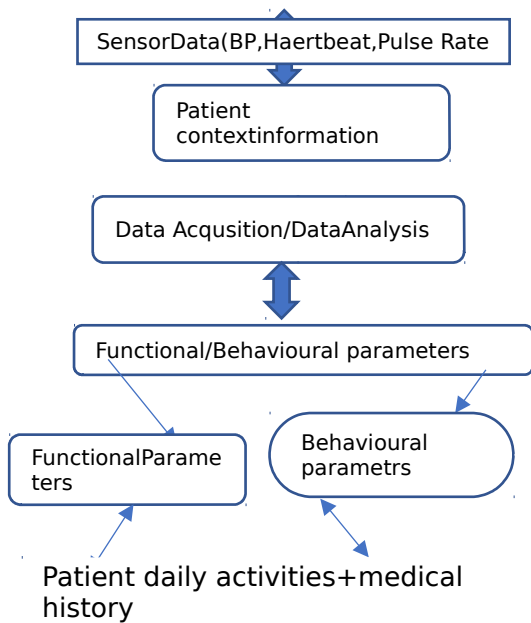 SensorData(BP,Haertbeat,Pulse Rate
Patient
contextinformation
Data Acqusition/DataAnalysis
Functional/Behavioural parameters
FunctionalParame
ters
Behavioural
parametrs
Patient daily activities+medical
history